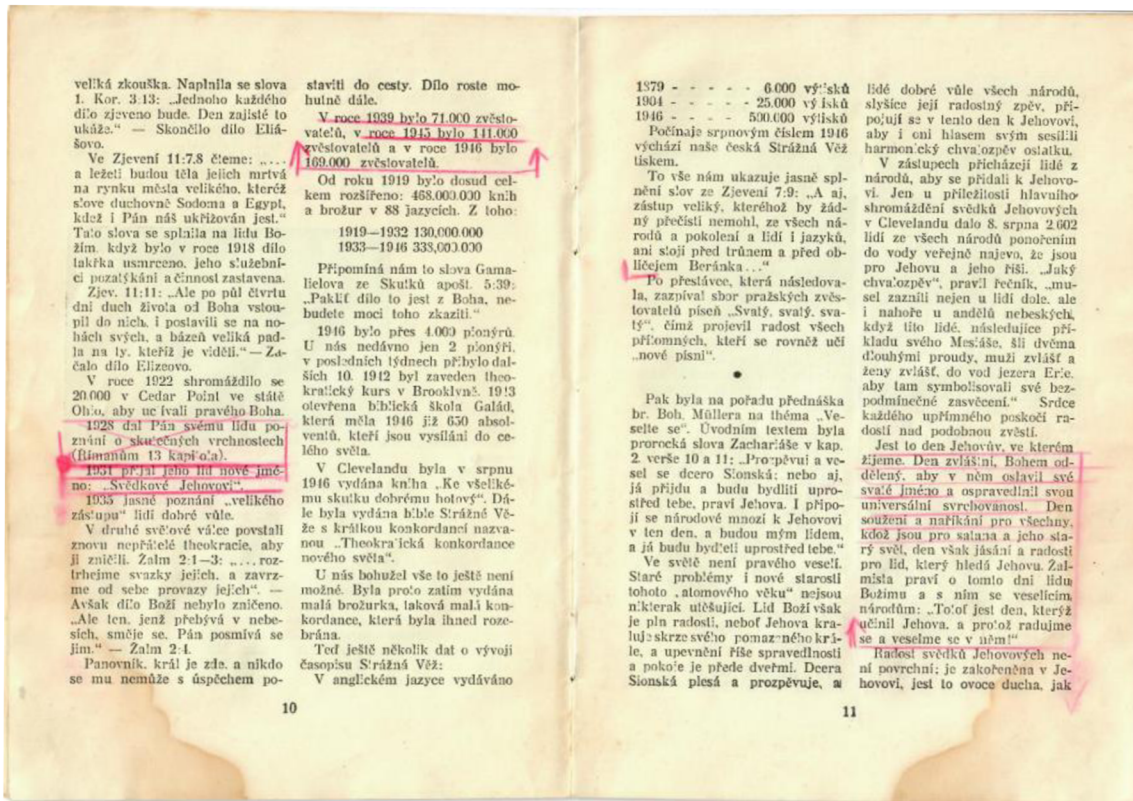 veliká zkouška. Naplnila se slova
1. Kor. 3:13: „Jednoho každého
dílo zjeveno bude. Den zajisté to
ukáže.“ — Skončilo dílo Eliá-
šovo.
Ve Zjevení 11:7.8 čteme: „....
a ležeti budou těla jejich mrtvá
na rynku města velikého, kteréž
slove duchovně Sodoma a Egypt,
kdež i Pán náš ukřižován jest.“
Tato slova se splnila na lidu Bo-
žím, když bylo v roce 1918 dílo
takřka usmrceno, jeho služební-
ci pozatýkáni a činnost zastavena.
Zjev. 11:11: „Ale po půl čtvrtu
dni duch života od Boha vstou-
pil do nich, i postavili se na no-
hách svých, a bázeň veliká pad-
la na ty, kteříž je viděli.“ — Za-
čalo dílo Elizeovo.
V roce 1922 shromáždilo se
20.000 v Cedar Point ve státě
Ohio, aby uctívali pravého Boha.
1928 dal Pán svému lidu po-
znání o skutečných vrchnostech
(Římanům 13 kapitola).
1931 přijal jeho lid nové jmé-
no: „Svědkové Jehovovi“.
1935 jasné poznání „velikého
zástupu“ lidí dobré vůle.
V druhé světové válce povstali
znovu nepřátelé theokracie, aby
ji zničili. Žalm 2:1—3: „....roz-
trhejme svazky jejich, a zavrz-
me od sebe provazy jejich“. —
Avšak dílo Boží nebylo zničeno.
„Ale ten, jenž přebývá v nebe-
sích, směje se, Pán posmívá se
jim.“ — Žalm 2:4.
Panovník, král je zde, a nikdo
se mu nemůže s úspěchem po-
staviti do cesty. Dílo roste mo-
hutně dále.
V roce 1939 bylo 71.000 zvěsto-
vatelů, v roce 1945 bylo 141.000
zvěstovatelů a v roce 1946 bylo
169.000 zvěstovatelů.
Od roku 1919 bylo dosud cel-
kem rozšířeno: 468.000.000 knih
a brožur v 88 jazycích. Z toho:
1919—1932 130,000.000
1933—1946 338,000.000
Připomíná nám to slova Gama-
lielova ze Skutků apošt. 5:39:
„Pakliť dílo to jest z Boha, ne-
budete moci toho zkaziti.“
1946 bylo přes 4.000 pionýrů.
U nás nedávno jen 2 pionýři,
v posledních týdnech přibylo dal-
ších 10. 1942 byl zaveden theo-
kratický kurs v Brooklyně. 1943
otevřena biblická škola Galád,
která měla 1946 již 650 absol-
ventů, kteří jsou vysíláni do ce-
lého světa.
V Clevelandu byla v srpnu
1946 vydána kniha „Ke všeliké-
mu skutku dobrému hotový“. Dá-
le byla vydána bible Strážné Vě-
že s krátkou konkordancí nazva-
nou „Theokratická konkordance
nového světa“.
U nás bohužel vše to ještě není
možné. Byla proto zatím vydána
malá brožurka, taková malá kon-
kordance, která byla ihned roze-
brána.
Teď ještě několik dat o vývoji
časopisu Strážná Věž:
V anglickém jazyce vydáváno
10
1879 - - - - - 6.000 výtisků
1904 - - - - - 25.000 výtisků
1946 - - - - - 500.000 výtisků
Počínaje srpnovým číslem 1946
vychází naše česká Strážná Věž
tiskem.
To vše nám ukazuje jasně spl-
nění slov ze Zjevení 7:9: „A aj,
zástup veliký, kteréhož by žád-
ný přečísti nemohl, ze všech ná-
rodů a pokolení a lidí i jazyků,
ani stojí před trůnem a před ob-
ličejem Beránka...“
Po přestávce, která následova-
la, zazpíval sbor pražských zvěs-
tovatelů píseň „Svatý, svatý, sva-
tý“, čímž projevil radost všech
přítomných, kteří se rovněž učí
„nové písni“.
•
Pak byla na pořadu přednáška
br. Boh. Müllera na théma „Ve-
selte se“. Úvodním textem byla
prorocká slova Zachariáše v kap.
2. verše 10 a 11: „Prozpěvuj a ve-
sel se dcero Sionská; nebo aj,
já přijdu a budu bydliti upro-
střed tebe, praví Jehova. I připo-
jí se národové mnozí k Jehovovi
v ten den, a budou mým lidem,
a já budu bydleti uprostřed tebe.“
Ve světě není pravého veselí.
Staré problémy i nové starosti
tohoto „atomového věku“ nejsou
nikterak utěšující. Lid Boží však
je pln radosti, neboť Jehova kra-
luje skrze svého pomazaného krá-
le, a upevnění říše spravedlnosti
a pokoje je přede dveřmi. Dcera
Sionská plesá a prozpěvuje, a
lidé dobré vůle všech národů,
slyšíce její radostný zpěv, při-
pojují se v tento den k Jehovovi,
aby i oni hlasem svým sesílili
harmonický chvalozpěv ostatku.
V zástupech přicházejí lidé z
národů, aby se přidali k Jehovo-
vi. Jen u příležitosti hlavního
shromáždění svědků Jehovových
v Clevelandu dalo 8. srpna 2.602
lidí ze všech národů ponořením
do vody veřejně najevo, že jsou
pro Jehovu a jeho říši. „Jaký
chvalozpěv“, pravil řečník, „mu-
sel zazníti nejen u lidí dole, ale
i nahoře u andělů nebeských,
když tito lidé, následujíce pří-
kladu svého Mesiáše, šli dvěma
dlouhými proudy, muži zvlášť a
ženy zvlášť, do vod jezera Erie,
aby tam symbolisovali své bez-
podmínečné zasvěcení.“ Srdce
každého upřímného poskočí ra-
dostí nad podobnou zvěstí.
Jest to den Jehovův, ve kterém
žijeme. Den zvláštní, Bohem od-
dělený, aby v něm oslavil své
svaté jméno a ospravedlnil svou
universální svrchovanost. Den
soužení a naříkání pro všechny,
kdož jsou pro satana a jeho sta-
rý svět, den však jásání a radosti
pro lid, který hledá Jehovu. Žal-
mista praví o tomto dni lidu
Božímu a s ním se veselícím
národům: „Totoť jest den, kterýž
učinil Jehova, a protož radujme
se a veselme se v něm!“
Radost svědků Jehovových ne-
ní povrchní; je zakořeněna v Je-
hovovi, jest to ovoce ducha, jak
11